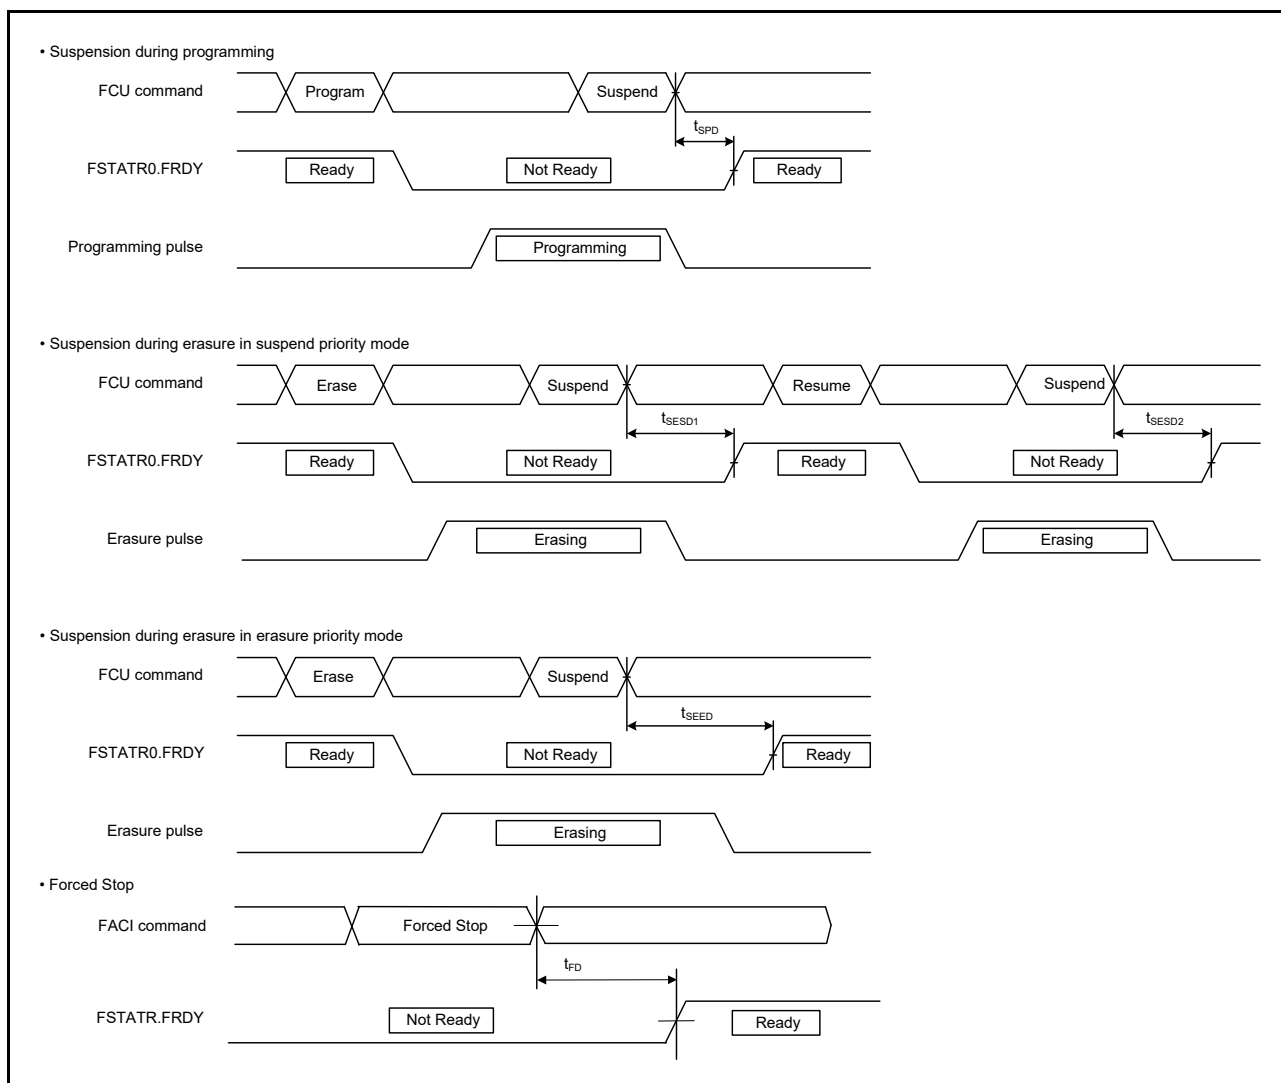 • Suspension during programming
FCU command Program Suspend
tSPD
FSTATR0.FRDY Ready Not Ready Ready
Programming pulse Programming
• Suspension during erasure in suspend priority mode
FCU command Erase Suspend Resume Suspend
tSESD1 tSESD2
FSTATR0.FRDY Ready Not Ready Ready Not Ready
Erasure pulse Erasing Erasing
• Suspension during erasure in erasure priority mode
FCU command Erase Suspend
tSEED
FSTATR0.FRDY Ready Not Ready Ready
Erasure pulse Erasing
• Forced Stop
FACI command Forced Stop
tFD
FSTATR.FRDY Not Ready Ready